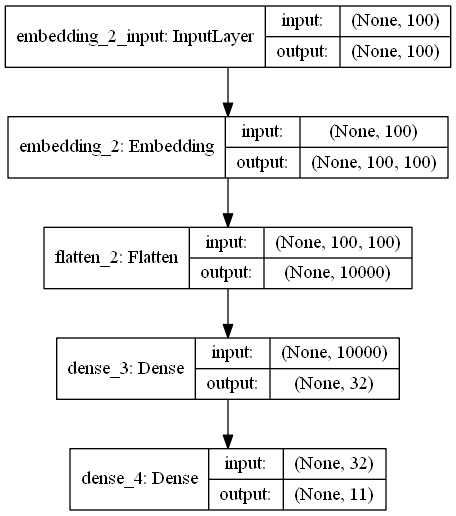 embedding_2_input: InputLayer
input: (None, 100)
output: (None, 100)
embedding_2: Embedding
input: (None, 100)
output: (None, 100, 100)
flatten_2: Flatten
input: (None, 100, 100)
output: (None, 10000)
dense_3: Dense
input: (None, 10000)
output: (None, 32)
dense_4: Dense
input: (None, 32)
output: (None, 11)